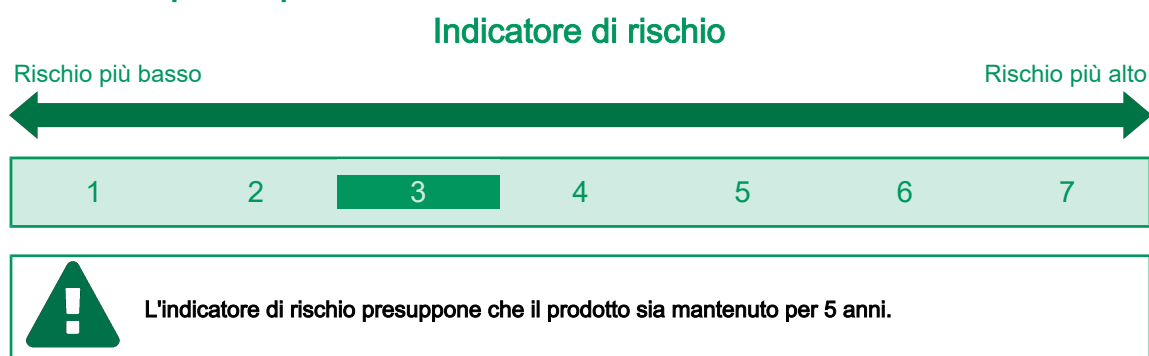 Indicatore di rischio
Rischio più basso Rischio più alto
1 2 3 4 5 6 7
L'indicatore di rischio presuppone che il prodotto sia mantenuto per 5 anni.